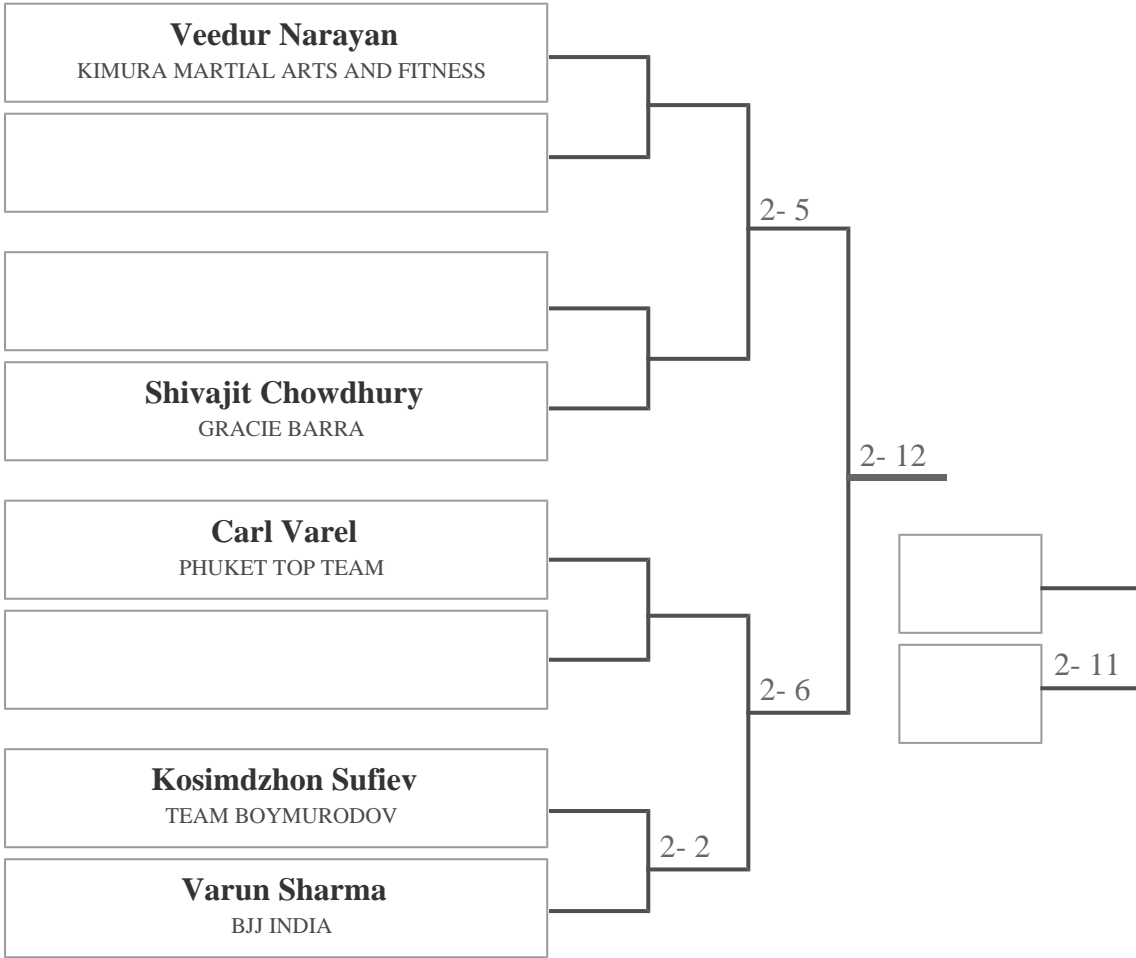 Veedur Narayan
KIMURA MARTIAL ARTS AND FITNESS
2- 5
Shivajit Chowdhury
GRACIE BARRA
2- 12
Carl Varel
PHUKET TOP TEAM
2- 11
2- 6
Kosimdzhon Sufiev
TEAM BOYMURODOV
2- 2
Varun Sharma
BJJ INDIA